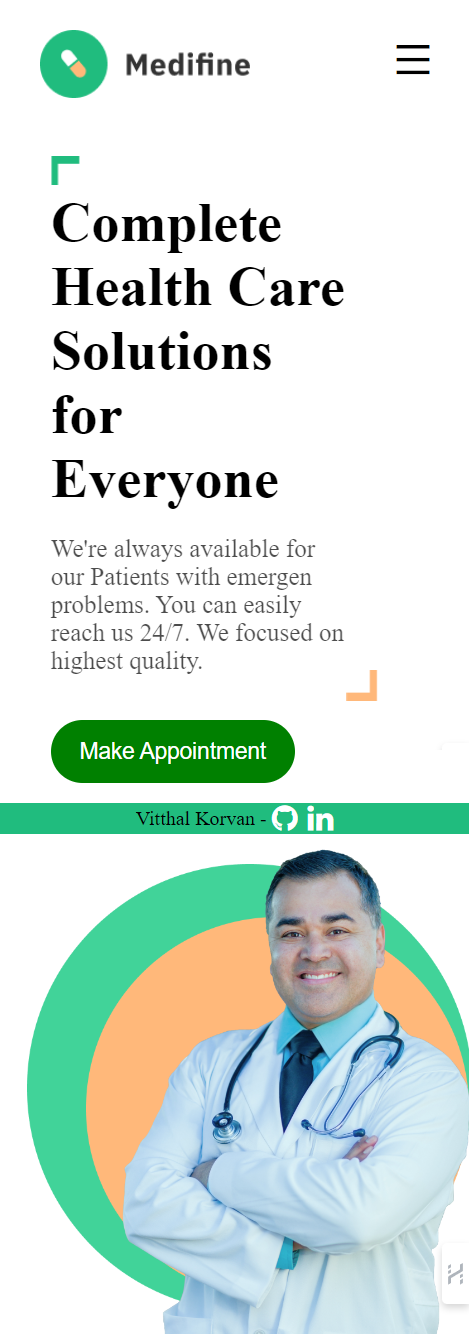 Medifine
Complete
Health Care
Solutions
for
Everyone
We're always available for
our Patients with emergen
problems. You can easily
reach us 24/7. We focused on
highest quality.
Make Appointment
Vitthal Korvan -
in